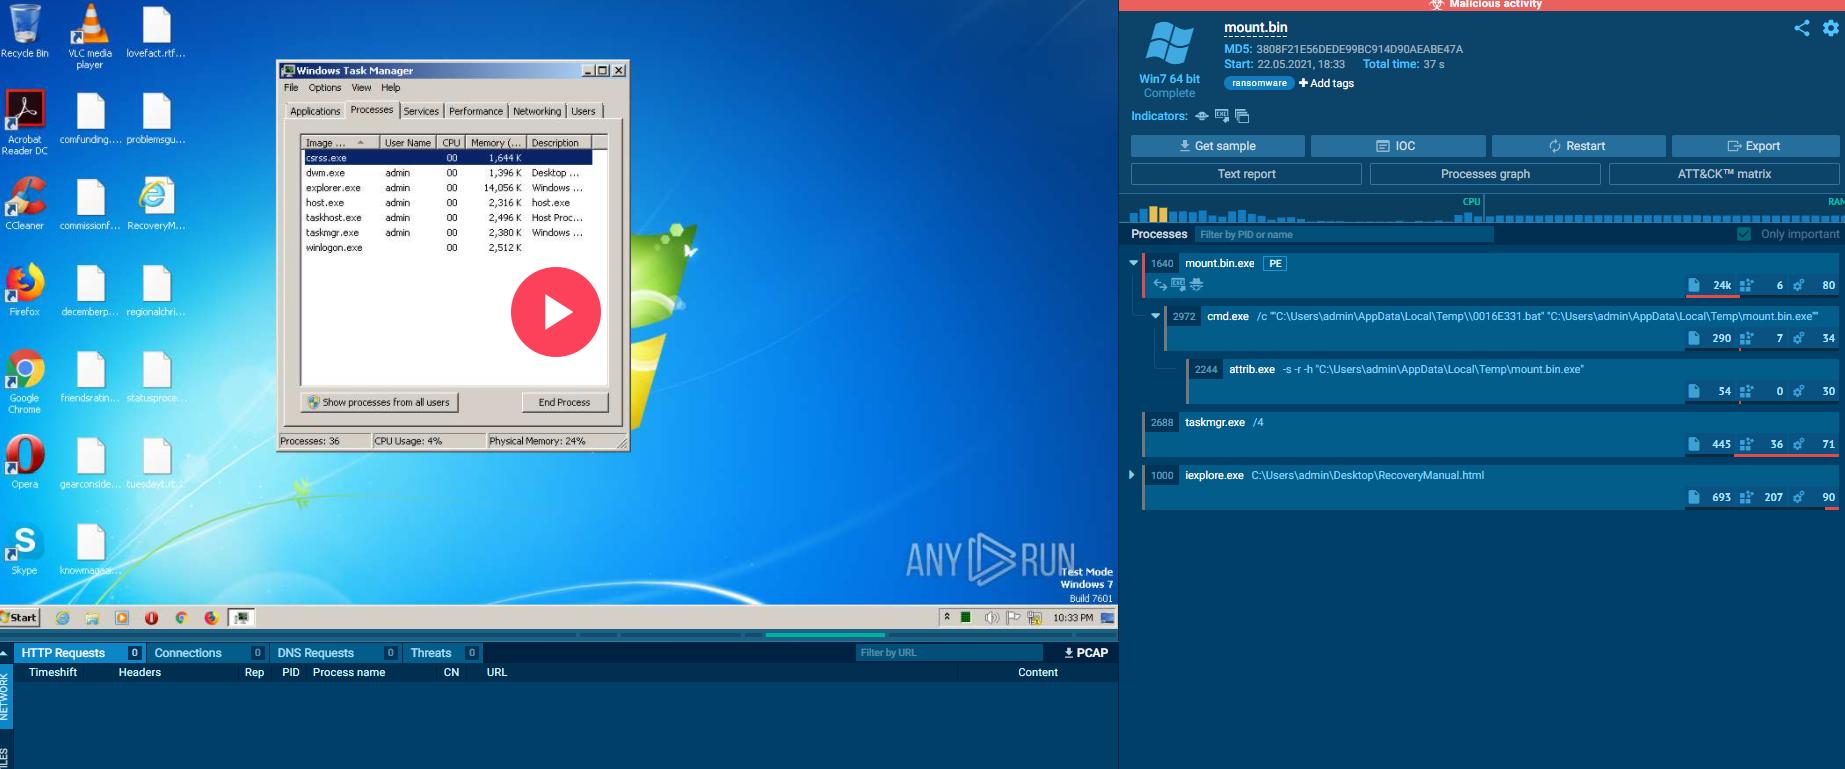 Recycle Bin
VLC media player
lovefact.rtf...
Acrobat Reader DC
comfunding....
problemsgu...
CCleaner
commissionf...
RecoveryM...
Firefox
decemberp...
regionalchri...
Google Chrome
friendsratin...
statusproce...
Opera
gearconside...
tuesdaytut...
Skype
knowmagazi...
Windows Task Manager
File Options View Help
Applications Processes Services Performance Networking Users
Image ... User Name CPU Memory (... Description
csrss.exe 00 1,644 K
dwm.exe admin 00 1,396 K Desktop ...
explorer.exe admin 00 14,056 K Windows ...
host.exe admin 00 2,316 K host.exe
taskhost.exe admin 00 2,496 K Host Proc...
taskmgr.exe admin 00 2,380 K Windows ...
winlogon.exe 00 2,512 K
Show processes from all users End Process
Processes: 36 CPU Usage: 4% Physical Memory: 24%
ANY RUN
Test Mode
Windows 7
Build 7601
Start 10:33 PM
HTTP Requests 0 Connections 0 DNS Requests 0 Threats 0 Filter by URL PCAP
Timeshift Headers Rep PID Process name CN URL Content
NETWORK
Malicious activity
Win7 64 bit
Complete
mount.bin
MD5: 3808F21E56DEDE99BC914D90AEABE47A
Start: 22.05.2021, 18:33 Total time: 37 s
ransomware + Add tags
Indicators:
Get sample IOC Restart Export
Text report Processes graph ATT&CK™ matrix
CPU RAM
Processes Filter by PID or name Only important
1640 mount.bin.exe PE
24k 6 80
2972 cmd.exe /c ""C:\Users\admin\AppData\Local\Temp\\0016E331.bat" "C:\Users\admin\AppData\Local\Temp\mount.bin.exe""
290 7 34
2244 attrib.exe -s -r -h "C:\Users\admin\AppData\Local\Temp\mount.bin.exe"
54 0 30
2688 taskmgr.exe /4
445 36 71
1000 iexplore.exe C:\Users\admin\Desktop\RecoveryManual.html
693 207 90